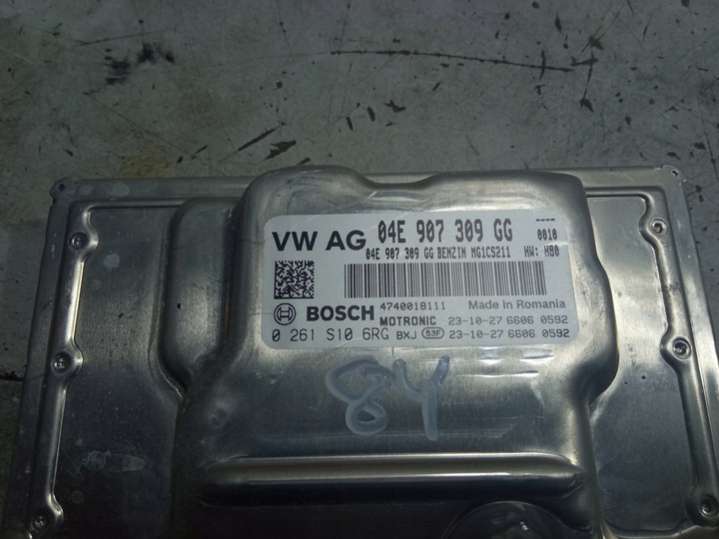 VW AG 04E 907 309 GG ----
0010
04E 907 309 GG BENZIN MG1CS211 HW: H80
BOSCH 4740018111 Made in Romania
MOTRONIC 23-10-27 6606 0592
0 261 S10 6RG BXJ 53F 23-10-27 6606 0592
84